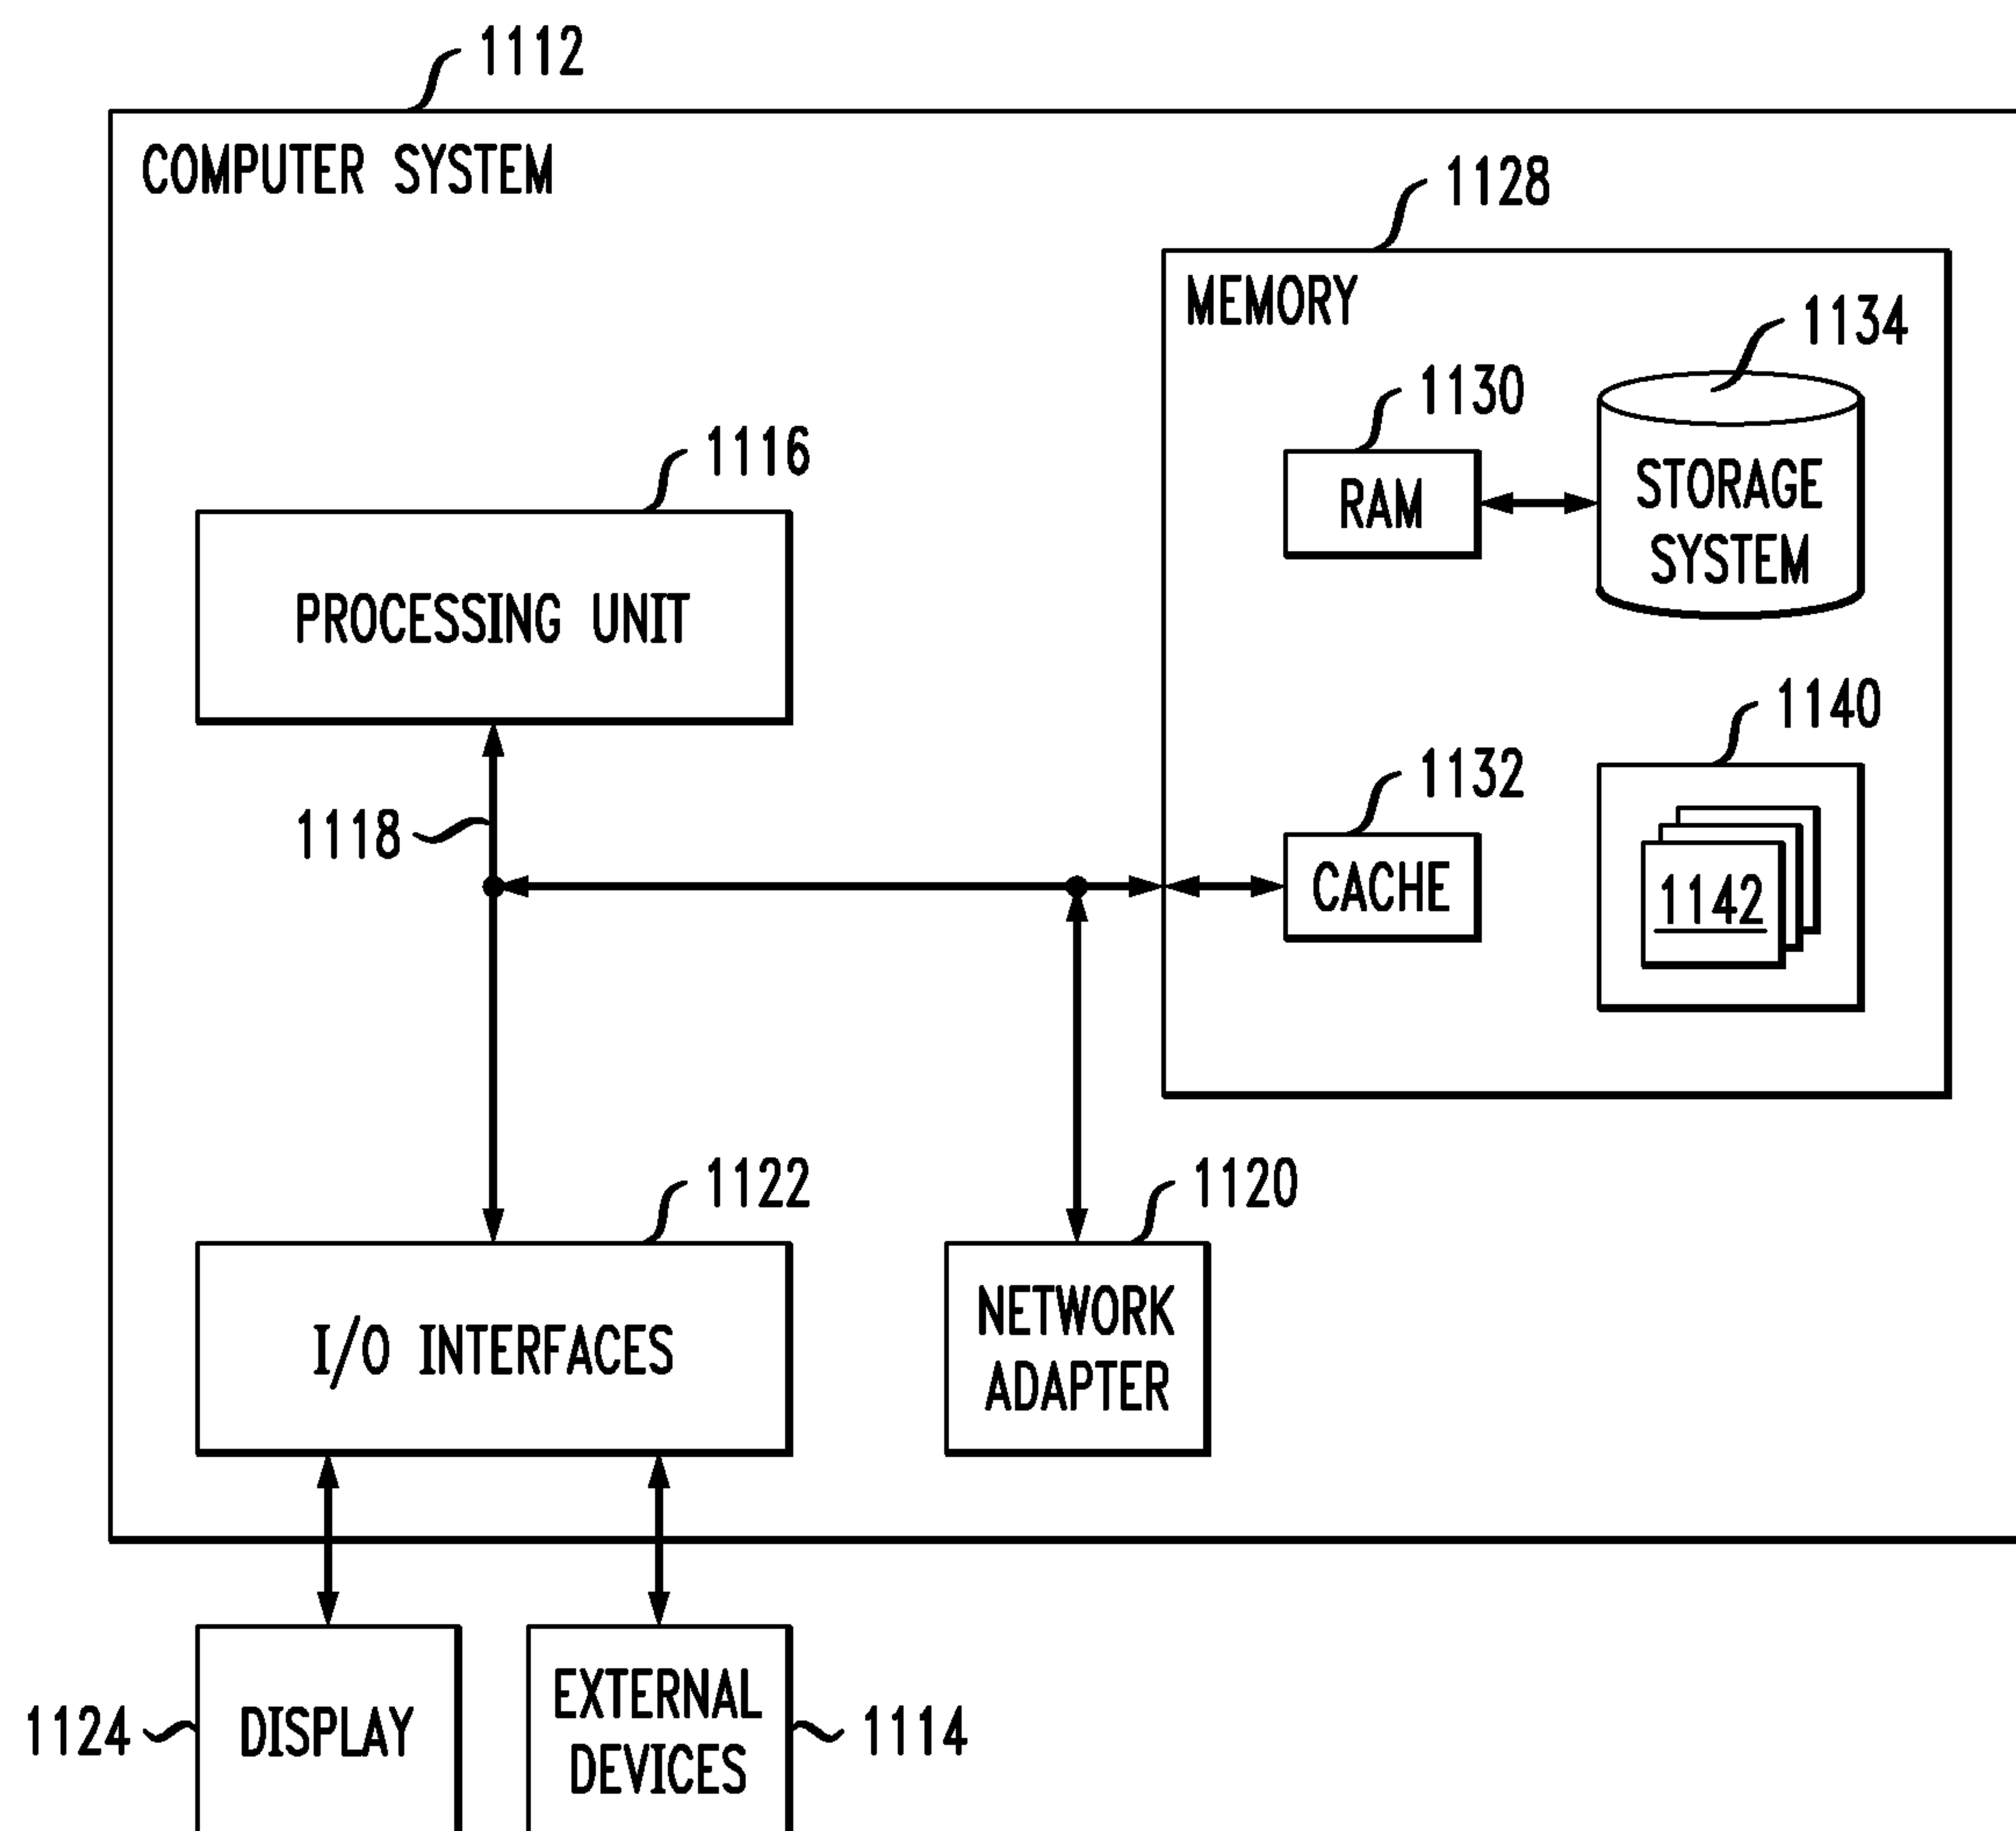 1112
COMPUTER SYSTEM
1128
MEMORY
1134
1130
RAM
STORAGE
SYSTEM
1116
PROCESSING UNIT
1140
1132
1118
CACHE
1142
1122
1120
I/O INTERFACES
NETWORK
ADAPTER
1124
DISPLAY
EXTERNAL
DEVICES
1114